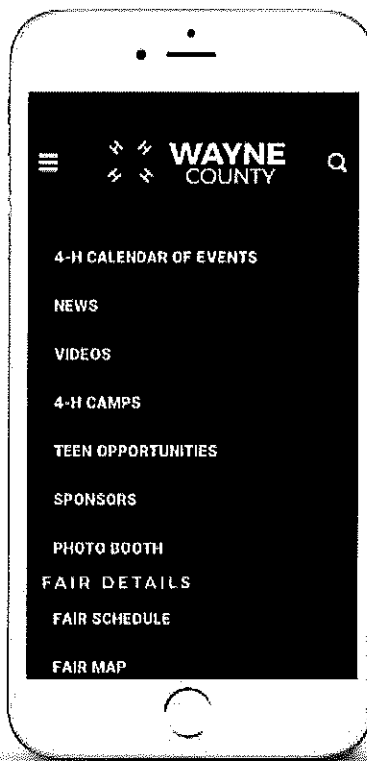 WAYNE
COUNTY
4-H CALENDAR OF EVENTS
NEWS
VIDEOS
4-H CAMPS
TEEN OPPORTUNITIES
SPONSORS
PHOTO BOOTH
FAIR DETAILS
FAIR SCHEDULE
FAIR MAP